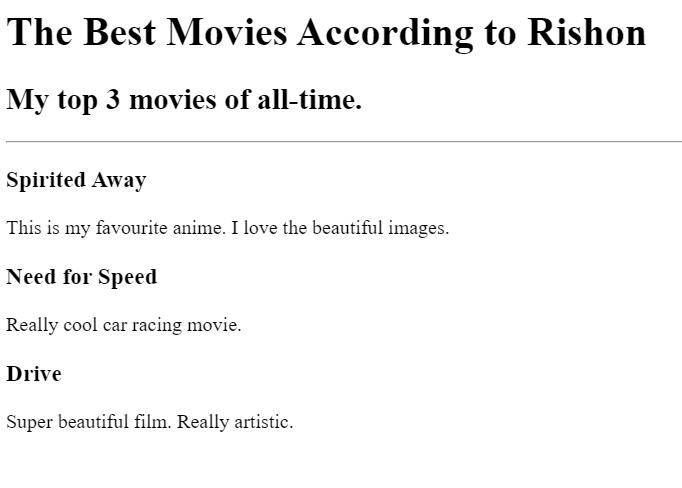 The Best Movies According to Rishon
My top 3 movies of all-time.
Spirited Away
This is my favourite anime. I love the beautiful images.
Need for Speed
Really cool car racing movie.
Drive
Super beautiful film. Really artistic.